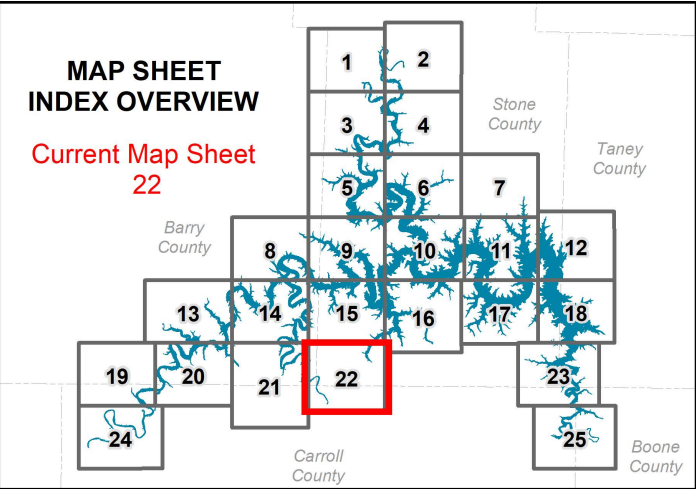 MAP SHEET
INDEX OVERVIEW
Current Map Sheet
22
1
2
3
4
Stone
County
Taney
County
5
6
7
Barry
County
8
9
10
11
12
13
14
15
16
17
18
19
20
21
22
23
24
25
Carroll
County
Boone
County